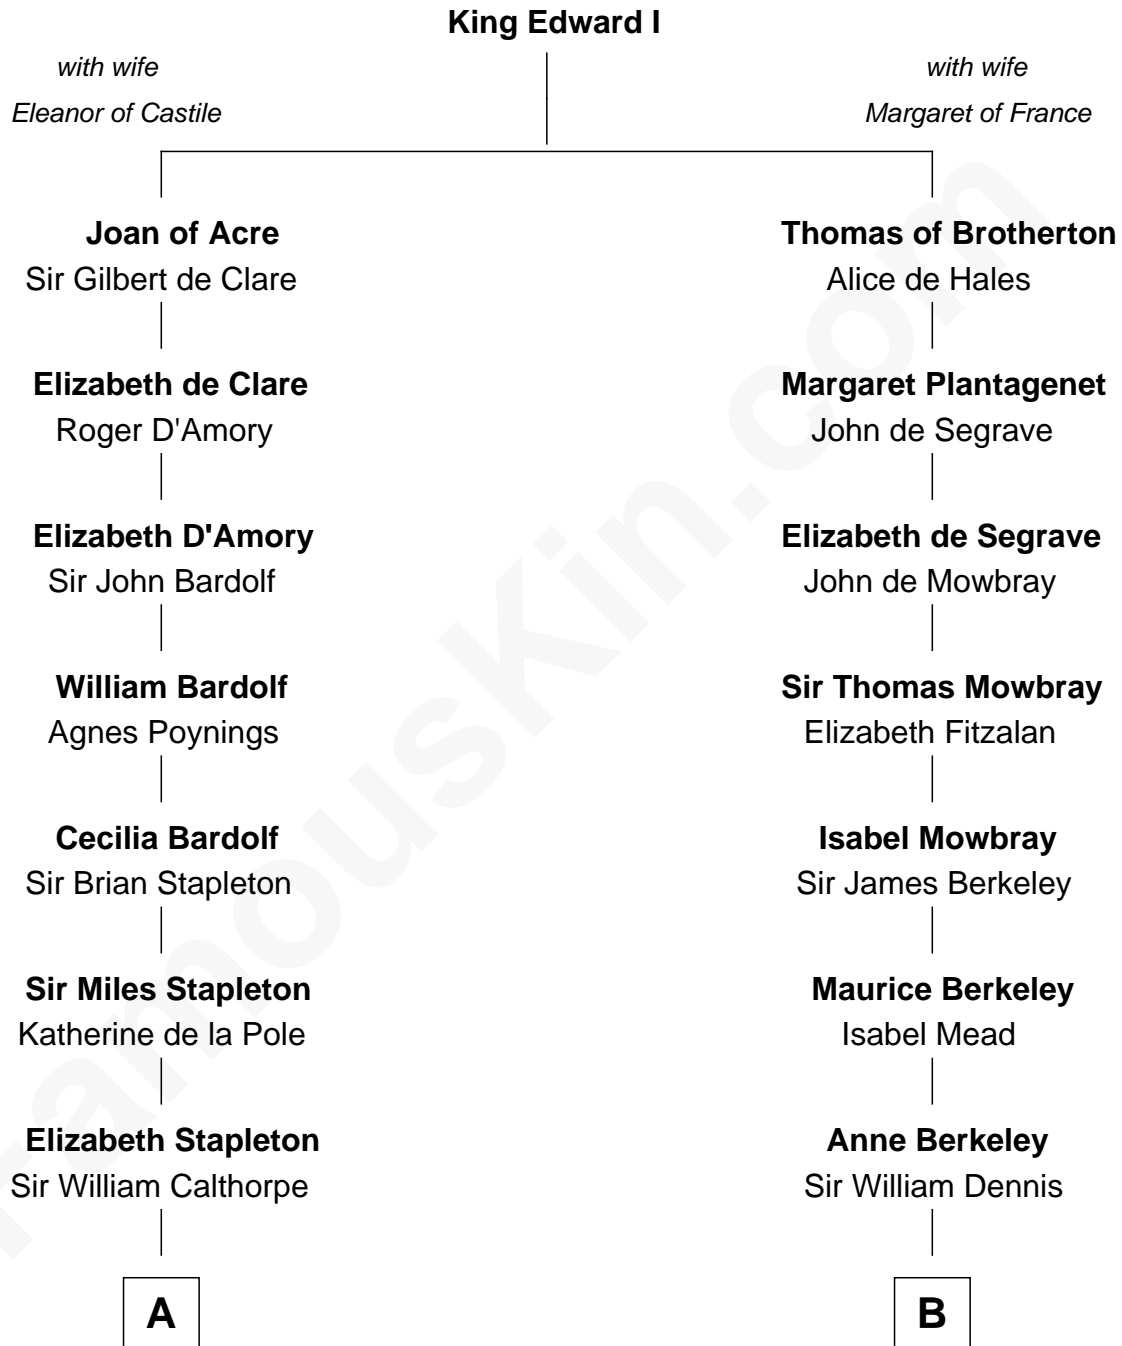 King Edward I
with wife
Eleanor of Castile
with wife
Margaret of France
Joan of Acre
Sir Gilbert de Clare
Elizabeth de Clare
Roger D'Amory
Elizabeth D'Amory
Sir John Bardolf
William Bardolf
Agnes Poynings
Cecilia Bardolf
Sir Brian Stapleton
Sir Miles Stapleton
Katherine de la Pole
Elizabeth Stapleton
Sir William Calthorpe
A
Thomas of Brotherton
Alice de Hales
Margaret Plantagenet
John de Segrave
Elizabeth de Segrave
John de Mowbray
Sir Thomas Mowbray
Elizabeth Fitzalan
Isabel Mowbray
Sir James Berkeley
Maurice Berkeley
Isabel Mead
Anne Berkeley
Sir William Dennis
B
FamousKin.com